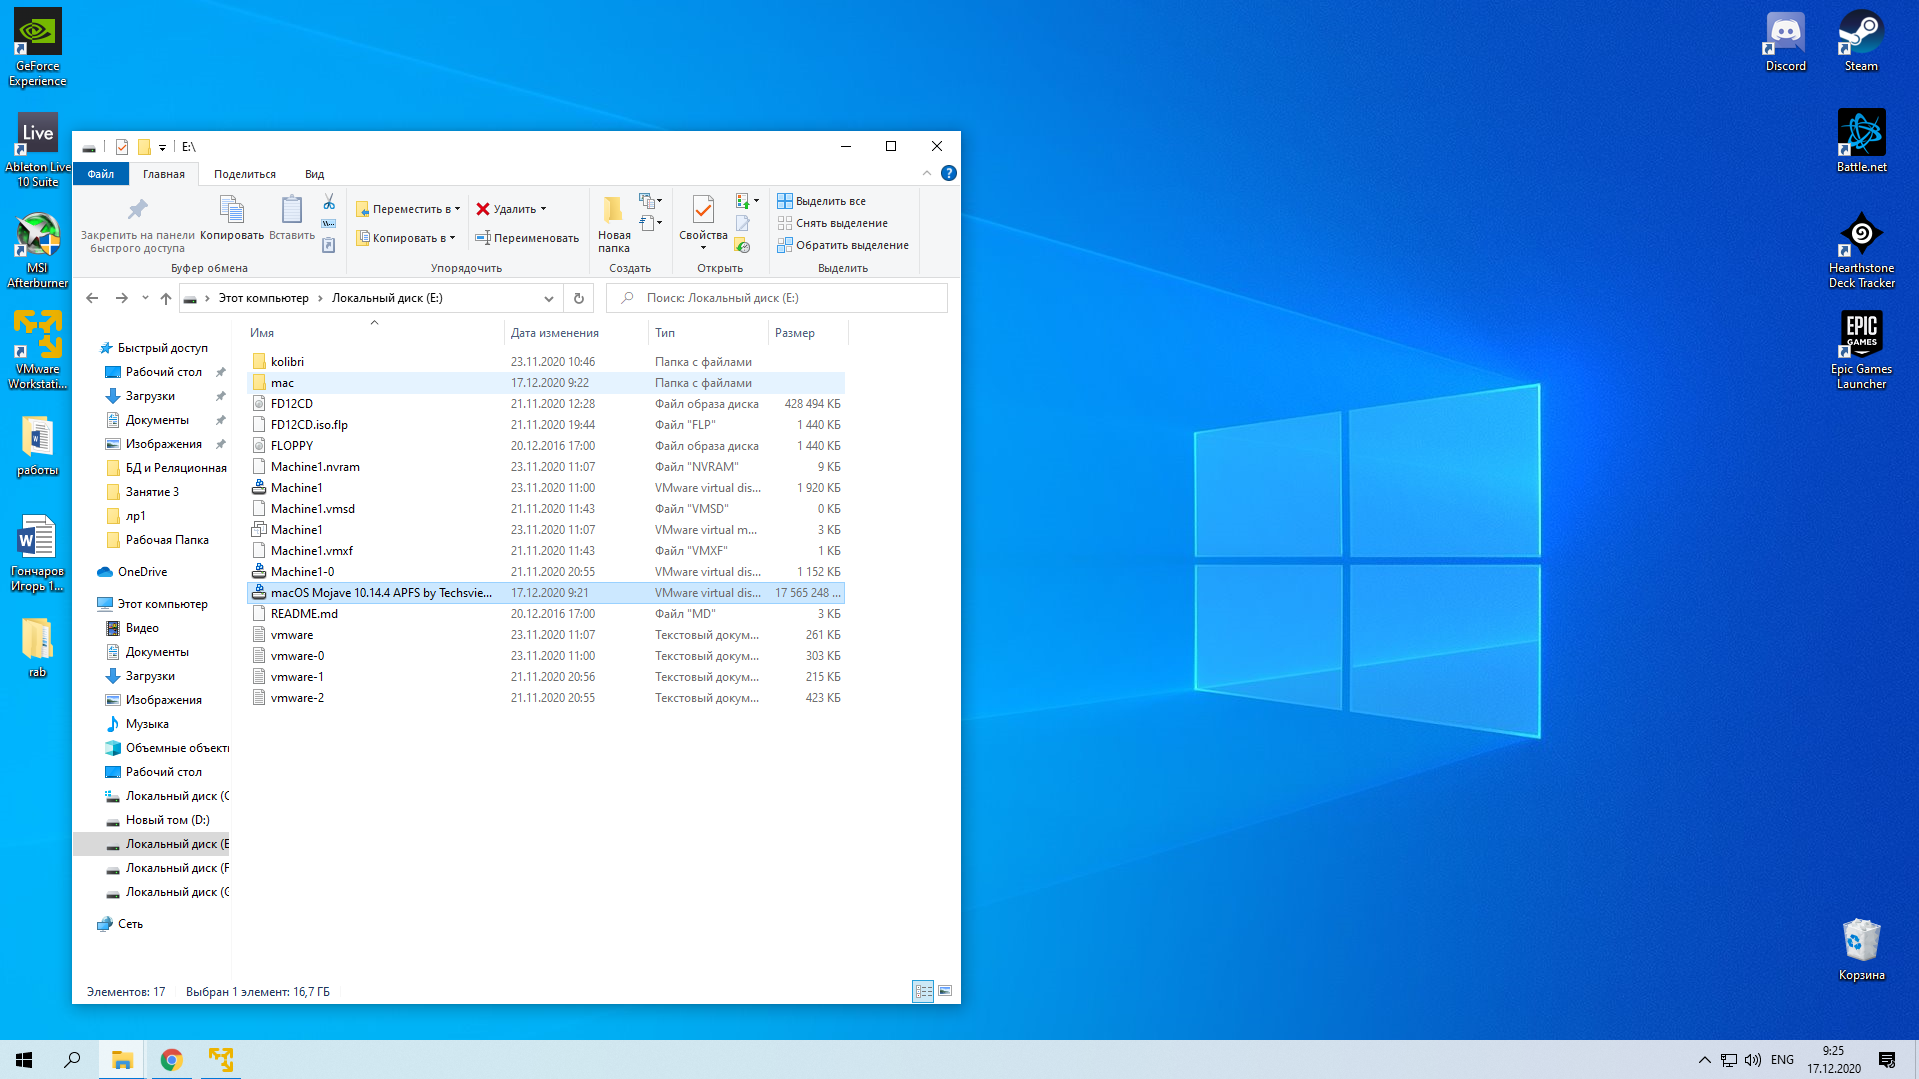 GeForce
Experience
Live
Ableton Live
10 Suite
MSI
Afterburner
VMware
Workstati...
работы
Гончаров
Игорь 1...
rab
Discord
Steam
Battle.net
Hearthstone
Deck Tracker
EPIC
GAMES
Epic Games
Launcher
Корзина
E:\
Файл
Главная
Поделиться
Вид
Закрепить на панели
быстрого доступа
Копировать
Вставить
Буфер обмена
Переместить в
Копировать в
Удалить
Переименовать
Упорядочить
Новая
папка
Создать
Свойства
Открыть
Выделить все
Снять выделение
Обратить выделение
Выделить
Этот компьютер
Локальный диск (E:)
Поиск: Локальный диск (E:)
Быстрый доступ
Рабочий стол
Загрузки
Документы
Изображения
БД и Реляционная
Занятие 3
лр1
Рабочая Папка
OneDrive
Этот компьютер
Видео
Документы
Загрузки
Изображения
Музыка
Объемные объекты
Рабочий стол
Локальный диск (C
Новый том (D:)
Локальный диск (E
Локальный диск (F
Локальный диск (G
Сеть
Имя Дата изменения Тип Размер
kolibri 23.11.2020 10:46 Папка с файлами
mac 17.12.2020 9:22 Папка с файлами
FD12CD 21.11.2020 12:28 Файл образа диска 428 494 КБ
FD12CD.iso.flp 21.11.2020 19:44 Файл "FLP" 1 440 КБ
FLOPPY 20.12.2016 17:00 Файл образа диска 1 440 КБ
Machine1.nvram 23.11.2020 11:07 Файл "NVRAM" 9 КБ
Machine1 23.11.2020 11:00 VMware virtual dis... 1 920 КБ
Machine1.vmsd 21.11.2020 11:43 Файл "VMSD" 0 КБ
Machine1 23.11.2020 11:07 VMware virtual m... 3 КБ
Machine1.vmxf 21.11.2020 11:43 Файл "VMXF" 1 КБ
Machine1-0 21.11.2020 20:55 VMware virtual dis... 1 152 КБ
macOS Mojave 10.14.4 APFS by Techsvie... 17.12.2020 9:21 VMware virtual dis... 17 565 248 ...
README.md 20.12.2016 17:00 Файл "MD" 3 КБ
vmware 23.11.2020 11:07 Текстовый докум... 261 КБ
vmware-0 23.11.2020 11:00 Текстовый докум... 303 КБ
vmware-1 21.11.2020 20:56 Текстовый докум... 215 КБ
vmware-2 21.11.2020 20:55 Текстовый докум... 423 КБ
Элементов: 17
Выбран 1 элемент: 16,7 ГБ
ENG
9:25
17.12.2020